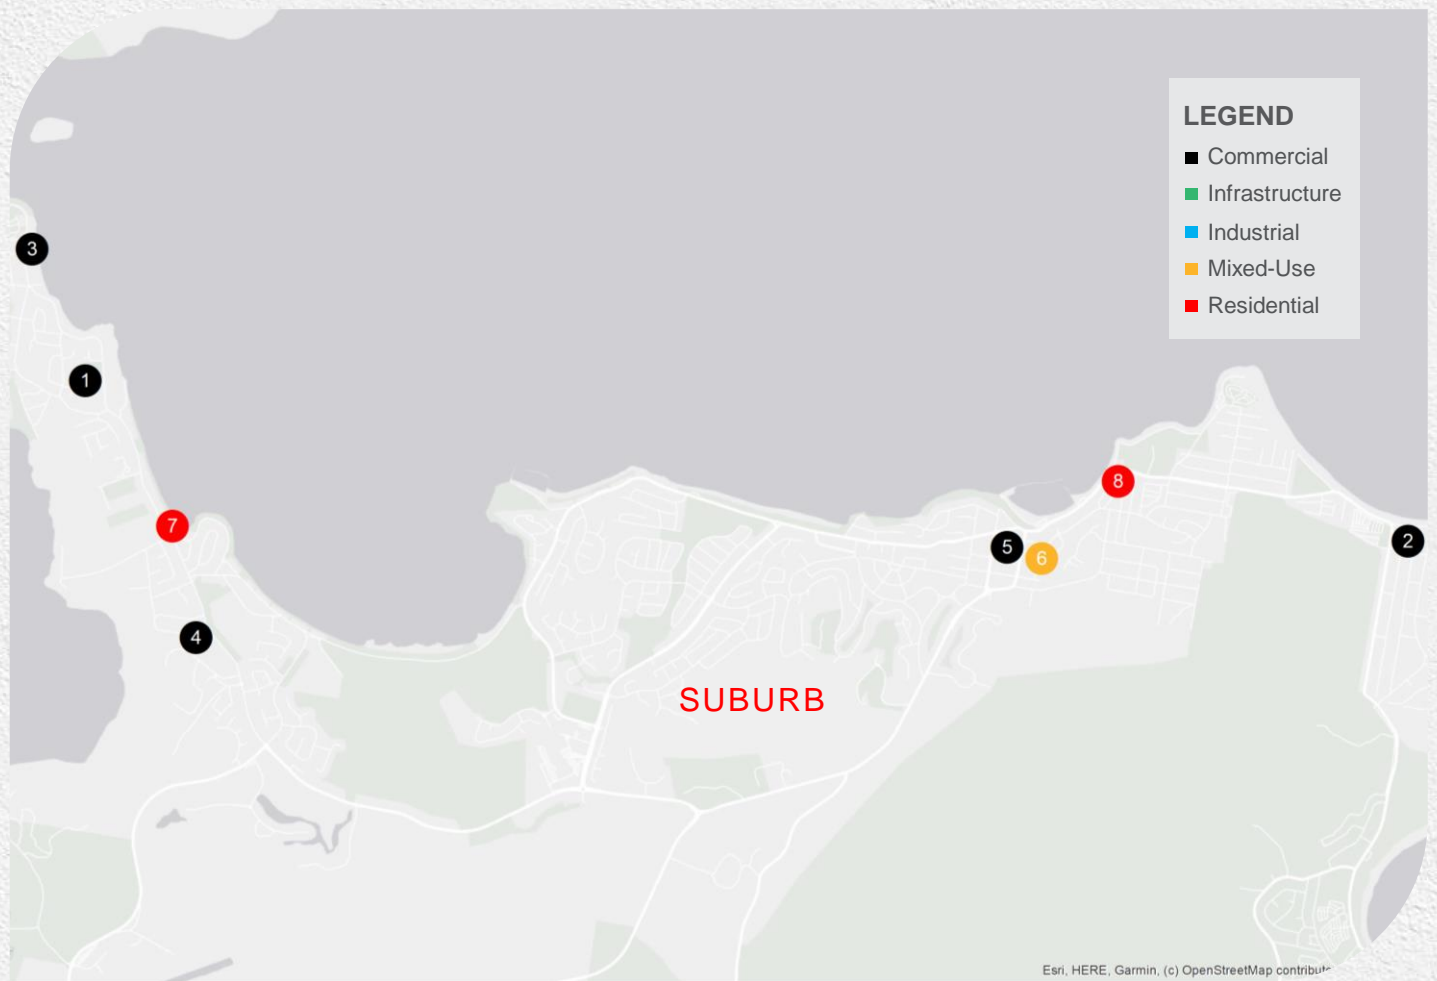 LEGEND
Commercial
Infrastructure
Industrial
Mixed-Use
Residential
3
1
8
7
5
6
2
4
SUBURB
Esri, HERE, Garmin, (c) OpenStreetMap